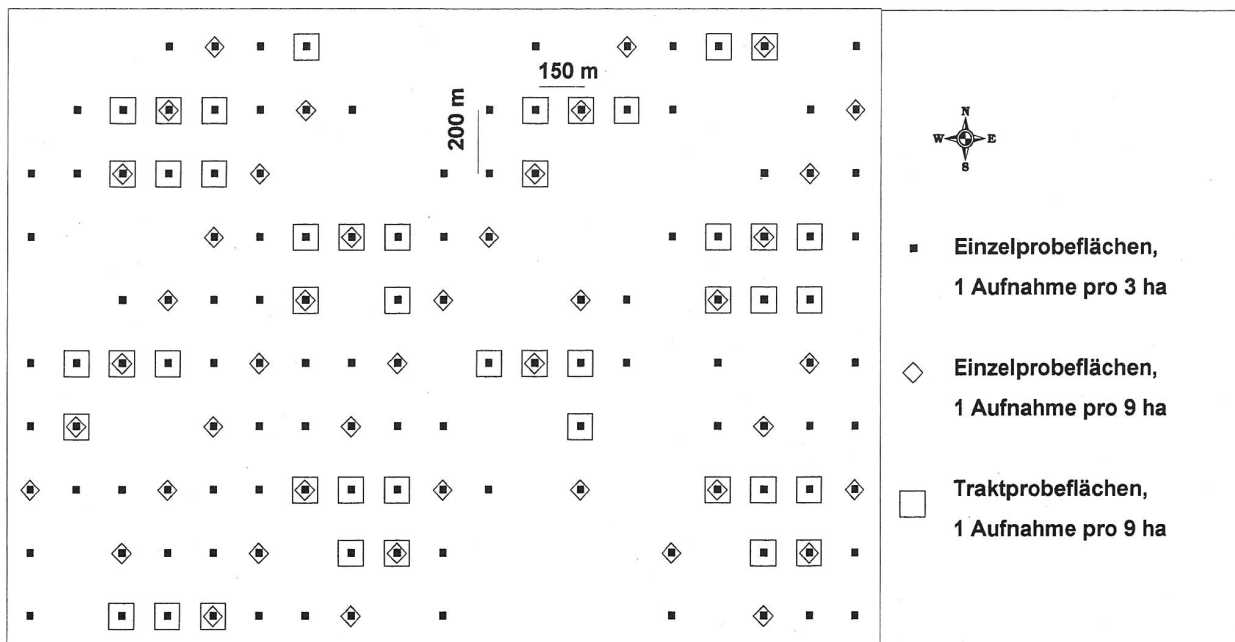 150 m
200 m
N
W E
S
Einzelprobeflächen,
1 Aufnahme pro 3 ha
Einzelprobeflächen,
1 Aufnahme pro 9 ha
Traktprobeflächen,
1 Aufnahme pro 9 ha